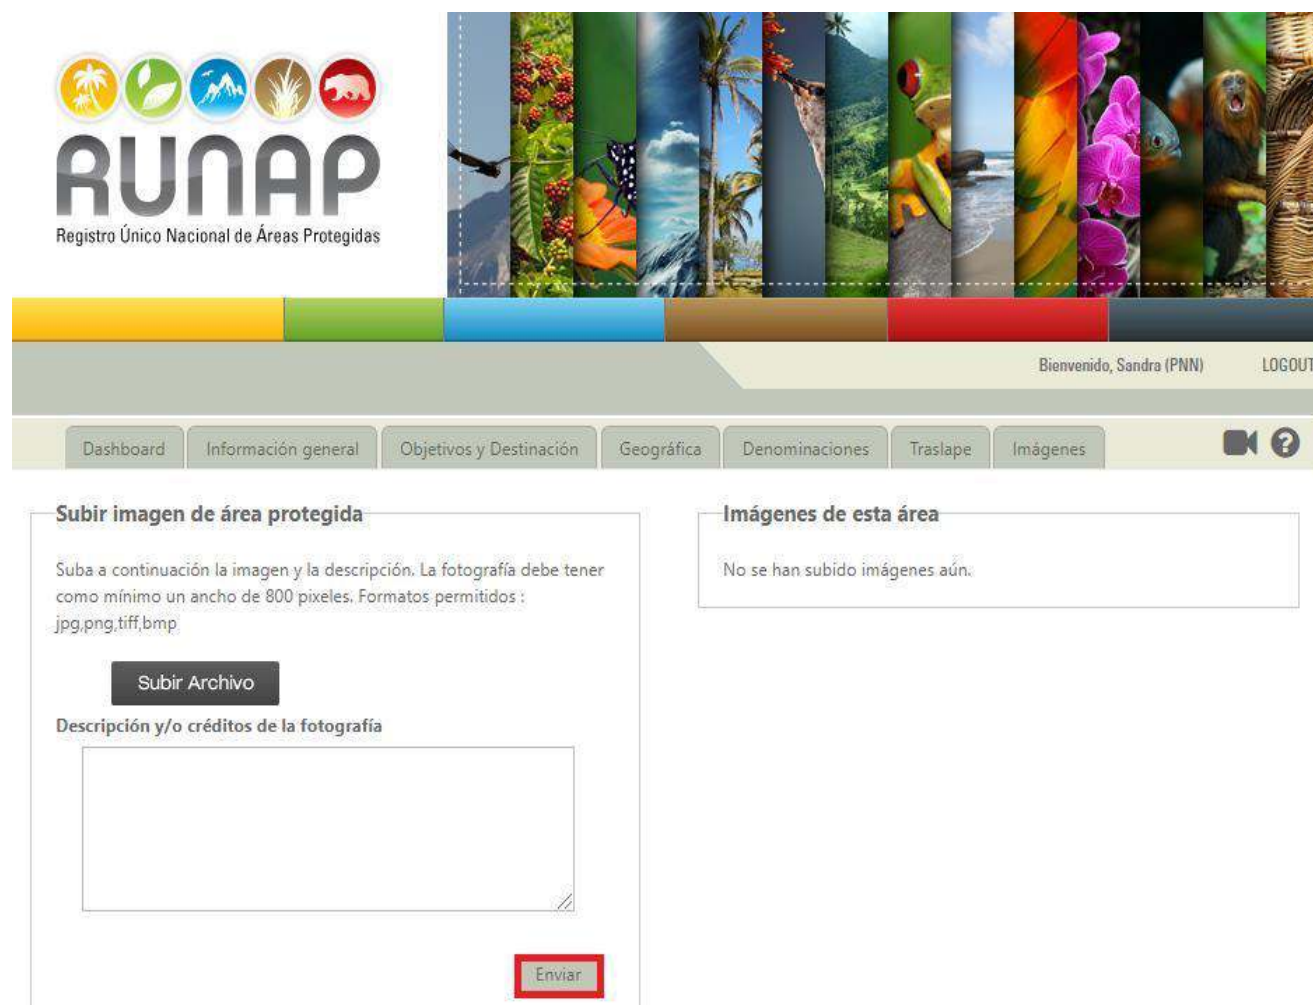 RUNAP
Registro Único Nacional de Áreas Protegidas
Bienvenido, Sandra (PNN) LOGOUT
Dashboard Información general Objetivos y Destinación Geográfica Denominaciones Traslape Imágenes
Subir imagen de área protegida
Suba a continuación la imagen y la descripción. La fotografía debe tener
como mínimo un ancho de 800 pixeles. Formatos permitidos :
jpg,png,tiff,bmp
Subir Archivo
Descripción y/o créditos de la fotografía
Enviar
Imágenes de esta área
No se han subido imágenes aún.